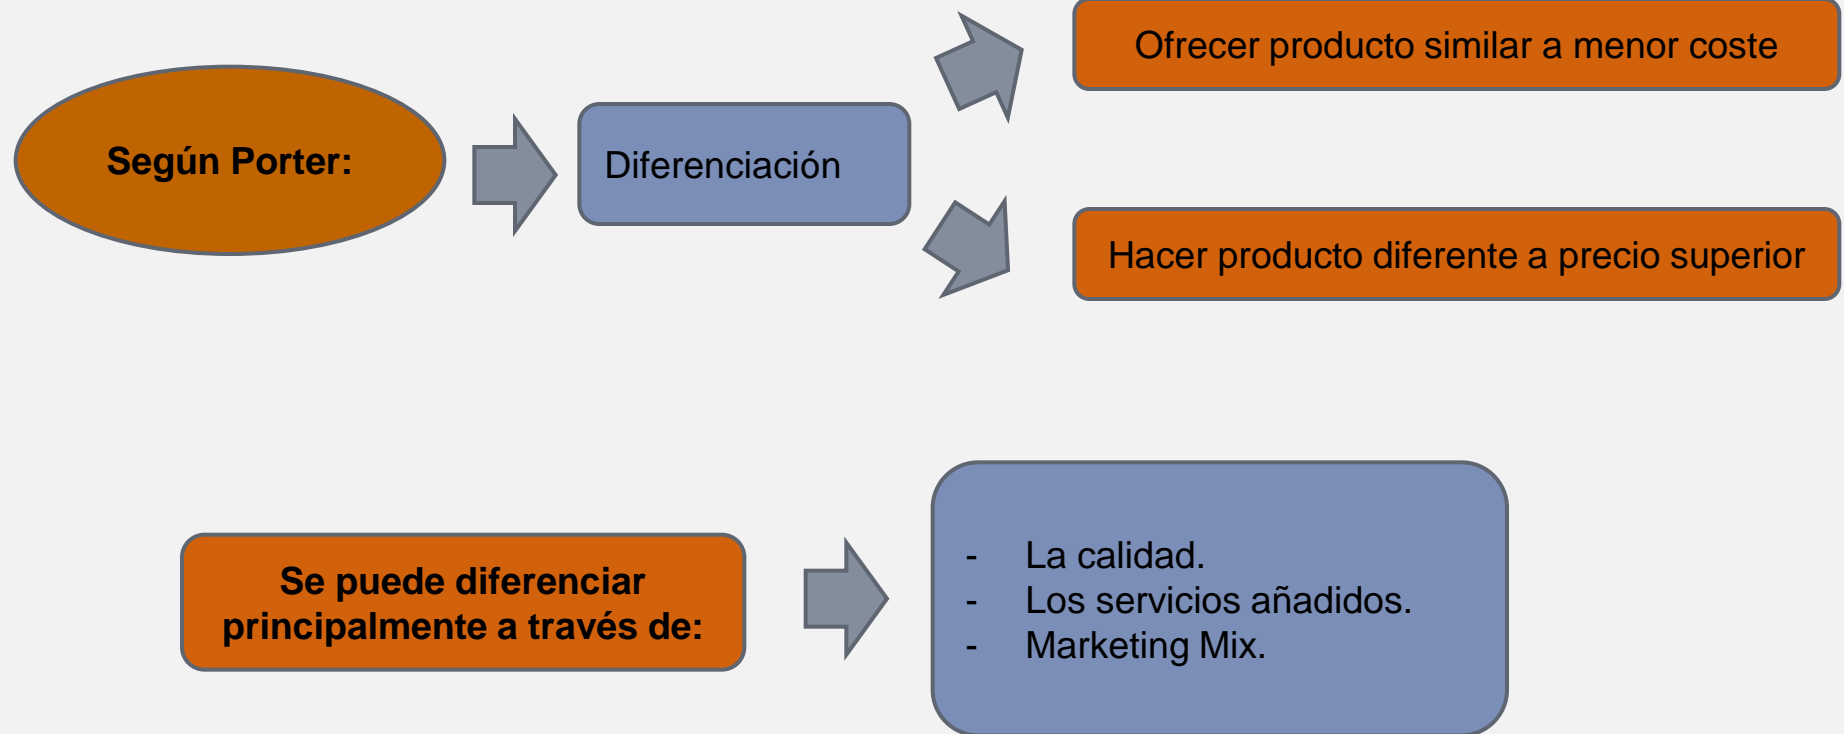 Según Porter:
Diferenciación
Ofrecer producto similar a menor coste
Hacer producto diferente a precio superior
Se puede diferenciar
principalmente a través de:
- La calidad.
- Los servicios añadidos.
- Marketing Mix.